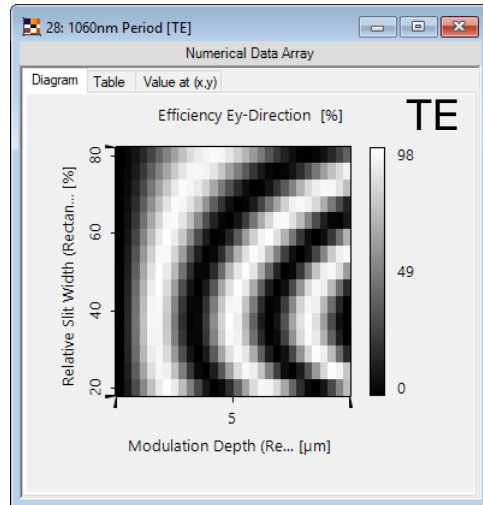 28: 1060nm Period [TE]
Numerical Data Array
Diagram Table Value at (x,y)
Efficiency Ey-Direction [%]
TE
98
49
0
Relative Slit Width (Rectan... [%]
80
60
40
20
5
Modulation Depth (Re... [µm]